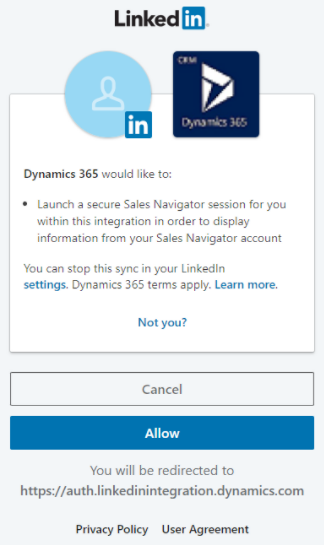 Linked in
in
CRM
Dynamics 365
Dynamics 365 would like to:
• Launch a secure Sales Navigator session for you
within this integration in order to display
information from your Sales Navigator account
You can stop this sync in your LinkedIn
settings. Dynamics 365 terms apply. Learn more.
Not you?
Cancel
Allow
You will be redirected to
https://auth.linkedinintegration.dynamics.com
Privacy Policy User Agreement